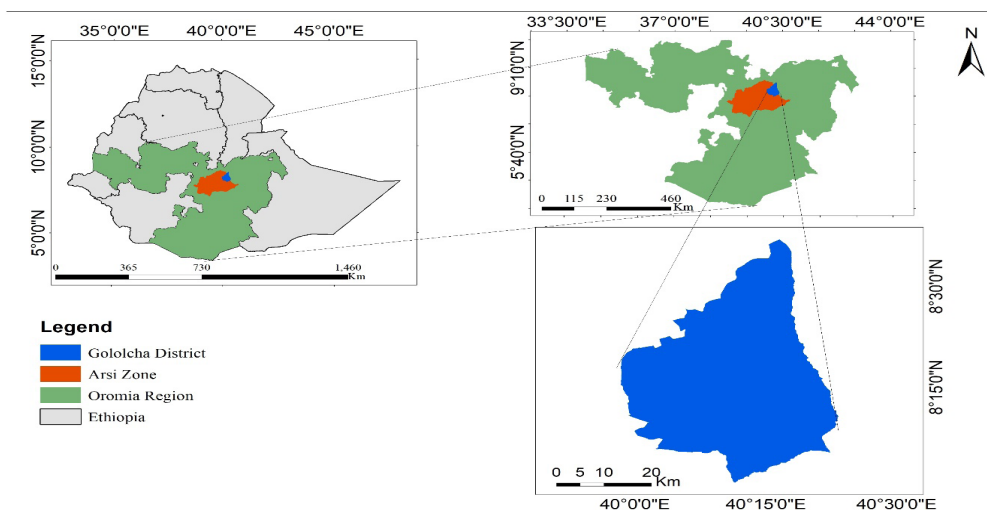 35°0'0"E 40°0'0"E 45°0'0"E
15°0'0"N
10°0'0"N
5°0'0"N
0 365 730 1,460
Km
33°30'0"E 37°0'0"E 40°30'0"E 44°0'0"E
N
9°10'0"N
5°40'0"N
0 115 230 460
Km
Legend
Gololcha District
Arsi Zone
Oromia Region
Ethiopia
8°30'0"N
8°15'0"N
0 5 10 20
Km
40°0'0"E 40°15'0"E 40°30'0"E